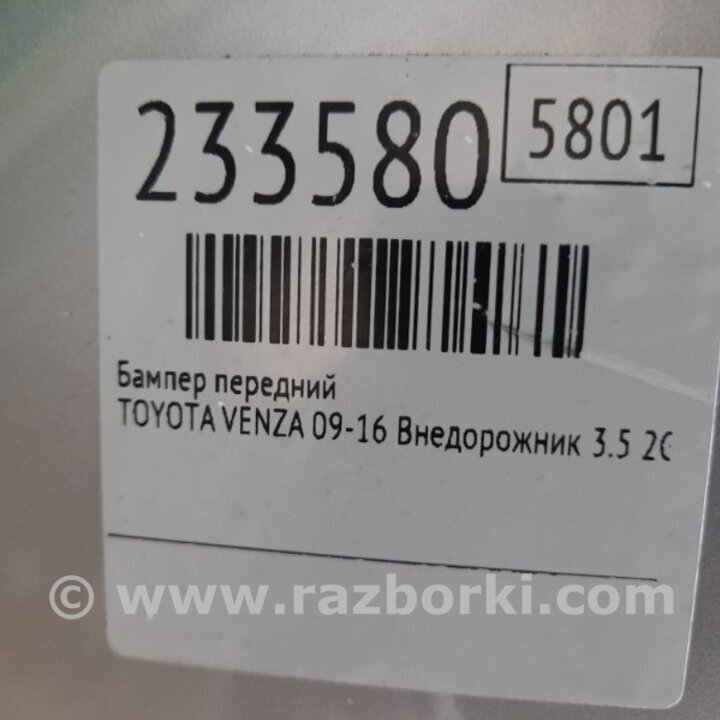 233580
5801
Бампер передний
TOYOTA VENZA 09-16 Внедорожник 3.5
© www.razborki.com